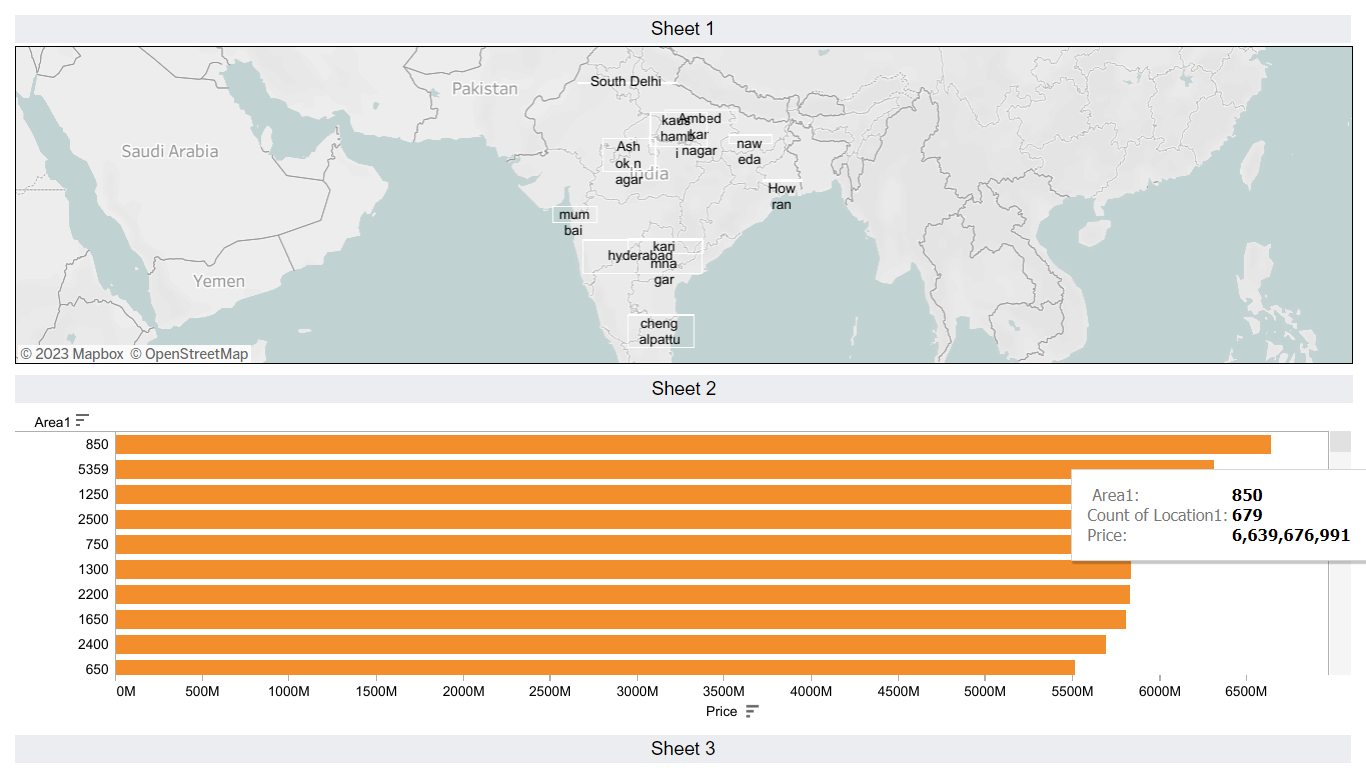 Sheet 1
South Delhi
Pakistan
kaus
hamb
i
Ambed
kar
nagar
Saudi Arabia
Ash
ok n
agar
naw
eda
India
How
ran
mum
bai
kari
mna
gar
hyderabad
Yemen
cheng
alpattu
© 2023 Mapbox © OpenStreetMap
Sheet 2
Area1
850
5359
1250
2500
750
1300
2200
1650
2400
650
Area1: 850
Count of Location1: 679
Price: 6,639,676,991
0M 500M 1000M 1500M 2000M 2500M 3000M 3500M 4000M 4500M 5000M 5500M 6000M 6500M
Price
Sheet 3